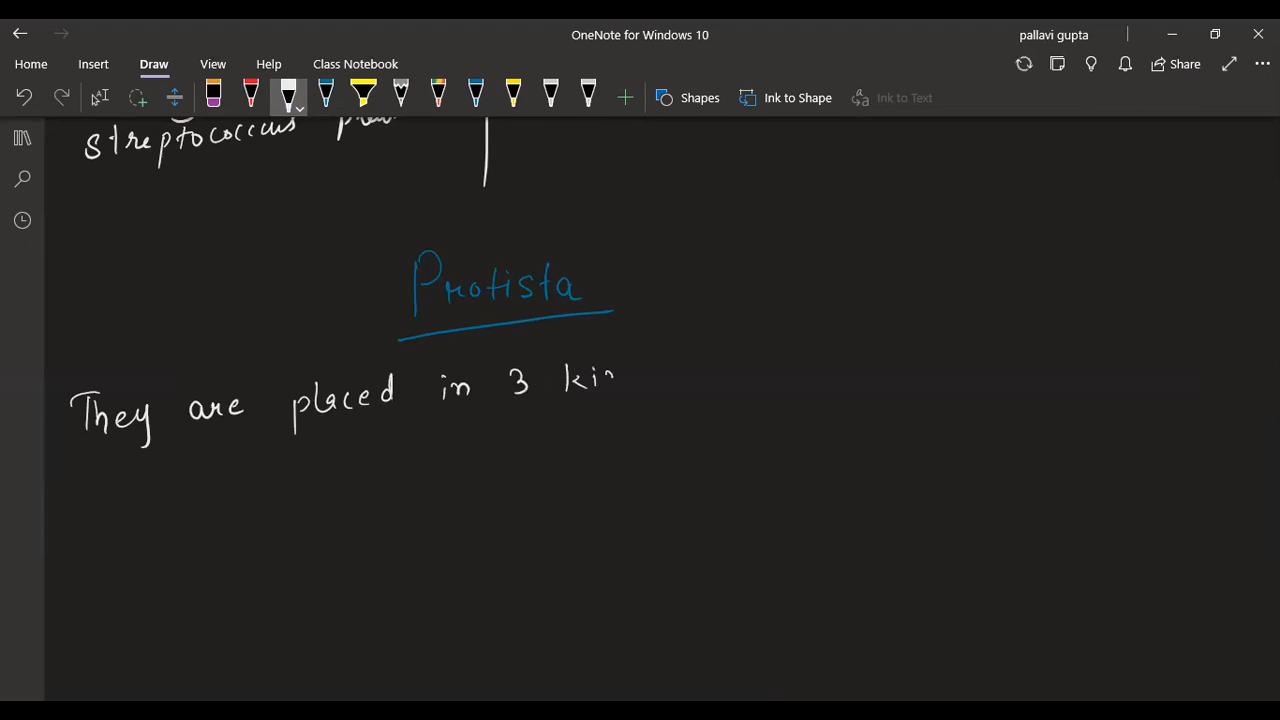 OneNote for Windows 10
pallavi gupta
Home Insert Draw View Help Class Notebook
Share
Shapes Ink to Shape Ink to Text
streptococcus
Protista
They are placed in 3 kin